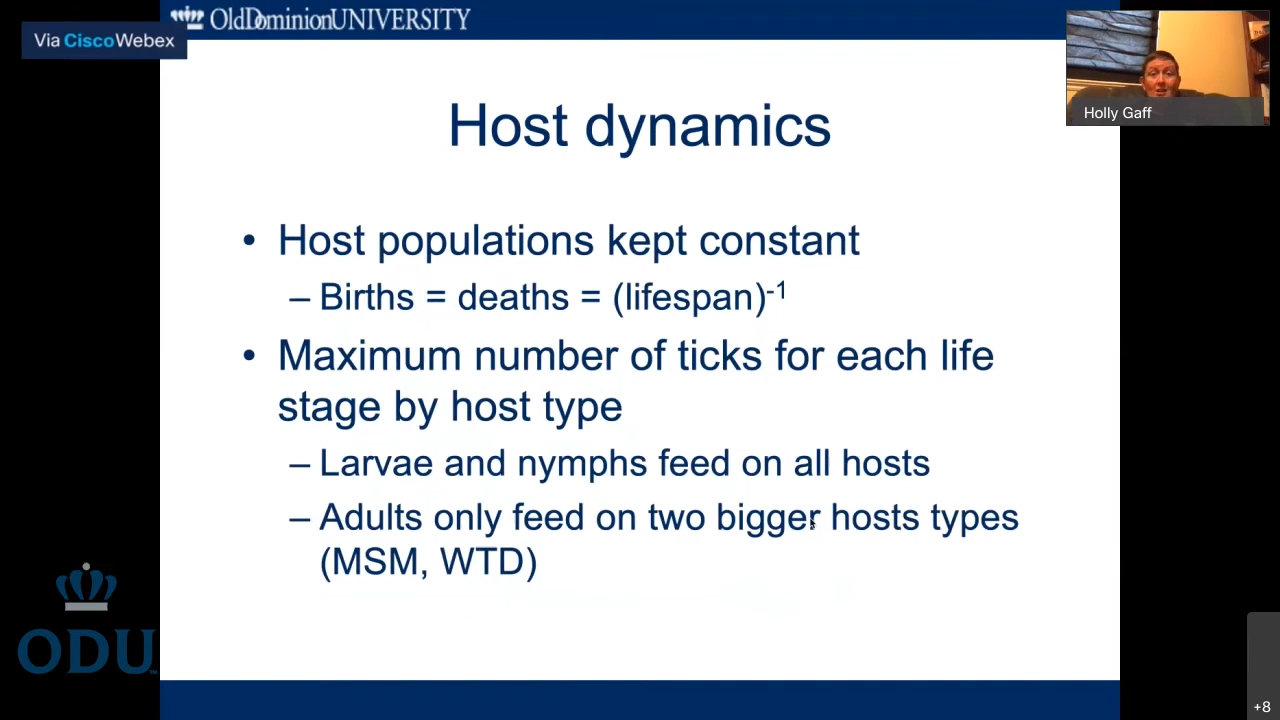 OldDominionUNIVERSITY
Via CiscoWebex
Holly Gaff
Host dynamics
• Host populations kept constant
– Births = deaths = (lifespan)-1
• Maximum number of ticks for each life
stage by host type
– Larvae and nymphs feed on all hosts
– Adults only feed on two bigger hosts types
(MSM, WTD)
ODU
+8